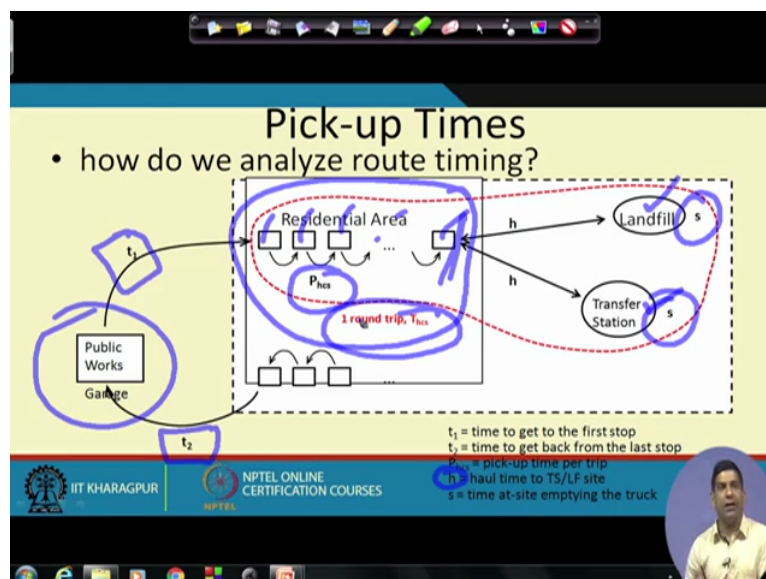 Pick-up Times
• how do we analyze route timing?
Residential Area
Landfill
s
h
t1
...
Phcs
h
Transfer
Station
s
1 round trip, Thcs
Public
Works
Garage
...
t2
t1 = time to get to the first stop
t2 = time to get back from the last stop
Phcs = pick-up time per trip
h = haul time to TS/LF site
s = time at-site emptying the truck
IIT KHARAGPUR
NPTEL ONLINE
CERTIFICATION COURSES
NPTEL